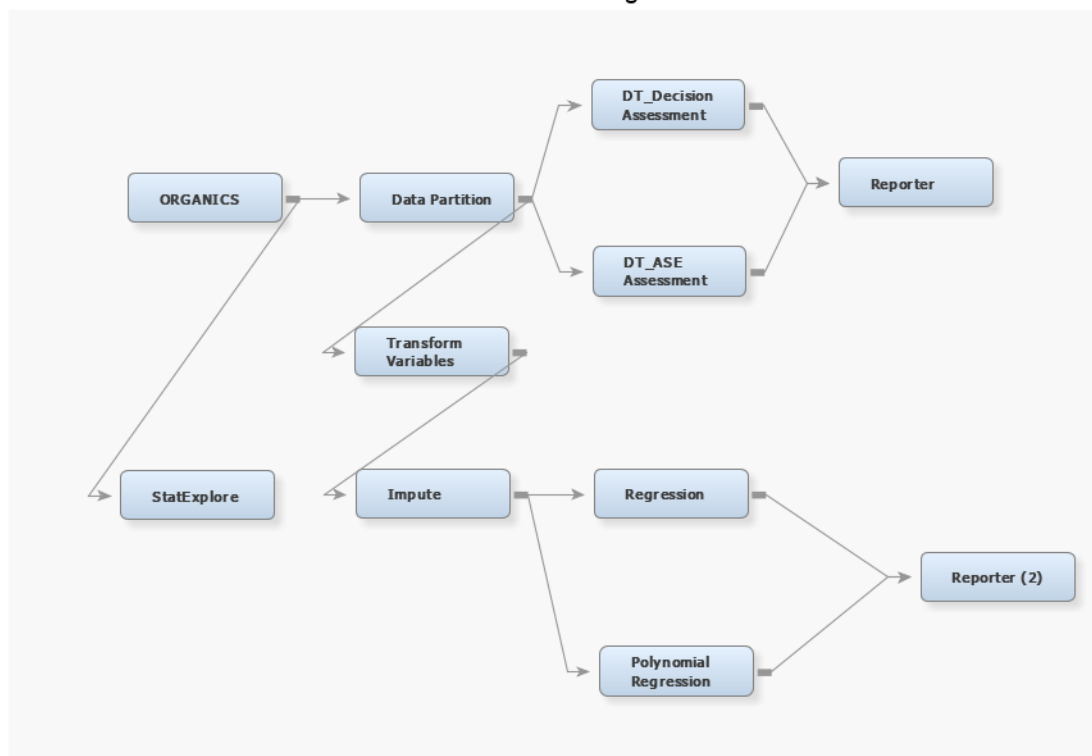 DT_Decision
Assessment
ORGANICS
Data Partition
Reporter
DT_ASE
Assessment
Transform
Variables
StatExplore
Impute
Regression
Reporter (2)
Polynomial
Regression